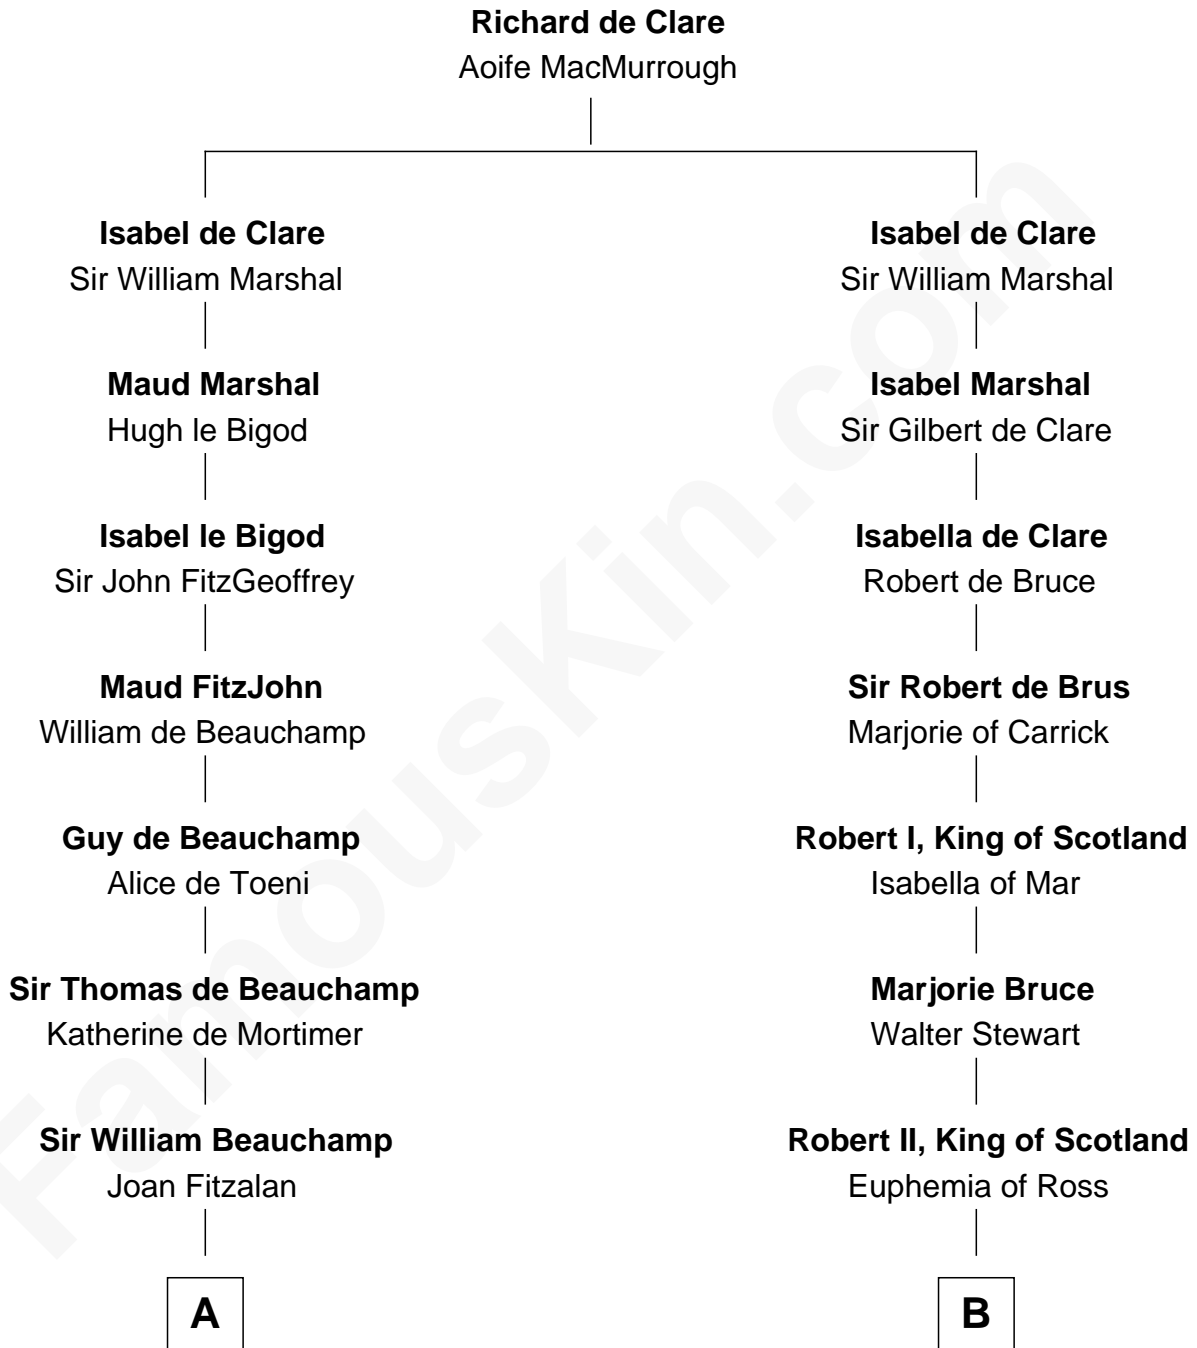 Richard de Clare
Aoife MacMurrough
Isabel de Clare
Sir William Marshal
Maud Marshal
Hugh le Bigod
Isabel le Bigod
Sir John FitzGeoffrey
Maud FitzJohn
William de Beauchamp
Guy de Beauchamp
Alice de Toeni
Sir Thomas de Beauchamp
Katherine de Mortimer
Sir William Beauchamp
Joan Fitzalan
A
Isabel de Clare
Sir William Marshal
Isabel Marshal
Sir Gilbert de Clare
Isabella de Clare
Robert de Bruce
Sir Robert de Brus
Marjorie of Carrick
Robert I, King of Scotland
Isabella of Mar
Marjorie Bruce
Walter Stewart
Robert II, King of Scotland
Euphemia of Ross
B
FamousKin.com